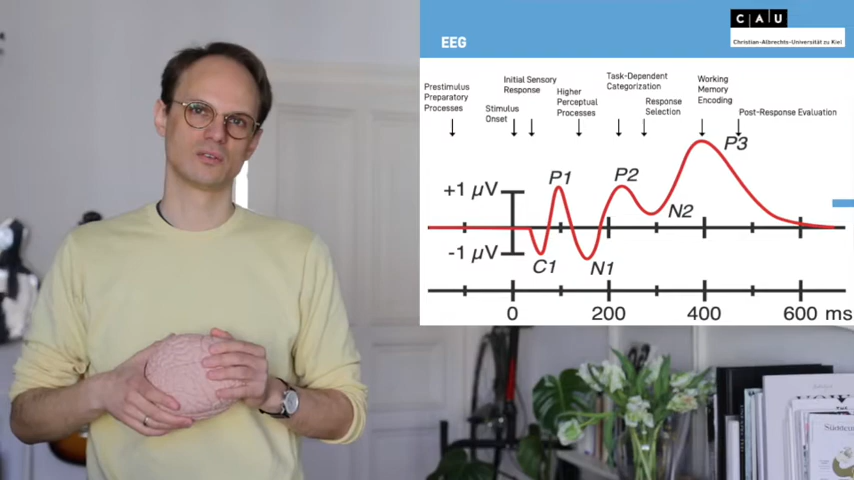 EEG
C A U
Christian-Albrechts-Universität zu Kiel
Prestimulus
Preparatory
Processes
Stimulus
Onset
Initial Sensory
Response
Higher
Perceptual
Processes
Task-Dependent
Categorization
Response
Selection
Working
Memory
Encoding
Post-Response Evaluation
+1 µV
-1 µV
C1
P1
N1
P2
N2
P3
0
200
400
600 ms